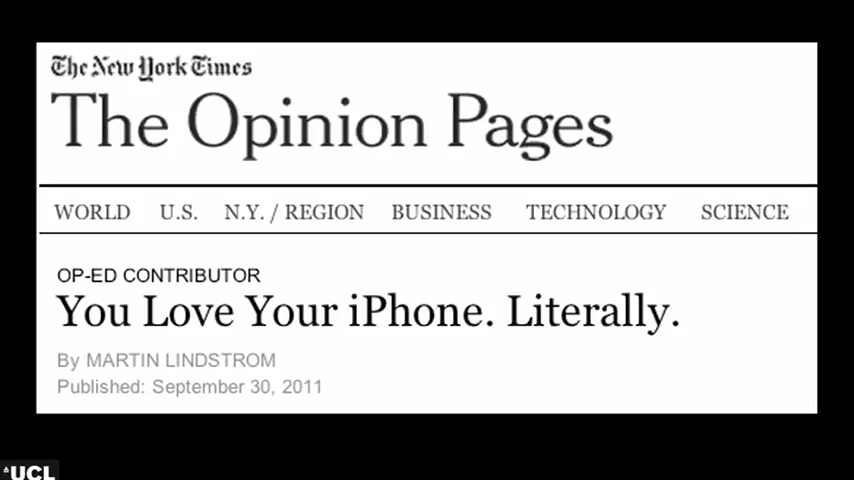 The New York Times
The Opinion Pages
WORLD U.S. N.Y. / REGION BUSINESS TECHNOLOGY SCIENCE
OP-ED CONTRIBUTOR
You Love Your iPhone. Literally.
By MARTIN LINDSTROM
Published: September 30, 2011
UCL